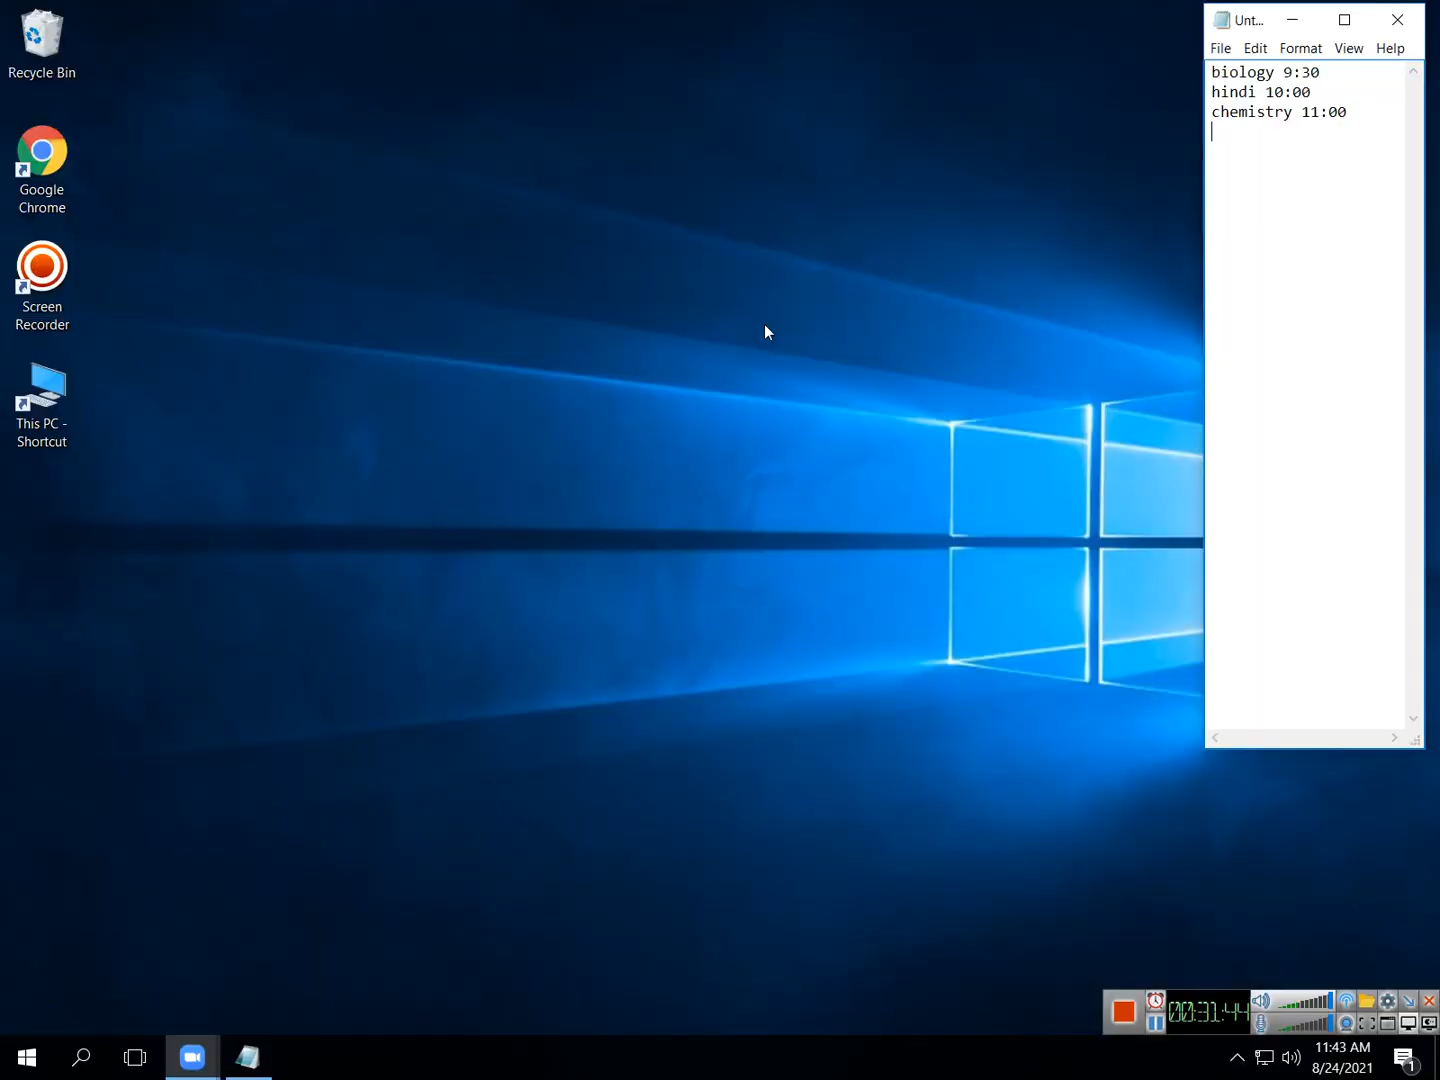 Recycle Bin
Google
Chrome
Screen
Recorder
This PC -
Shortcut
Unt...
File Edit Format View Help
biology 9:30
hindi 10:00
chemistry 11:00
00:31:44
11:43 AM
8/24/2021
1